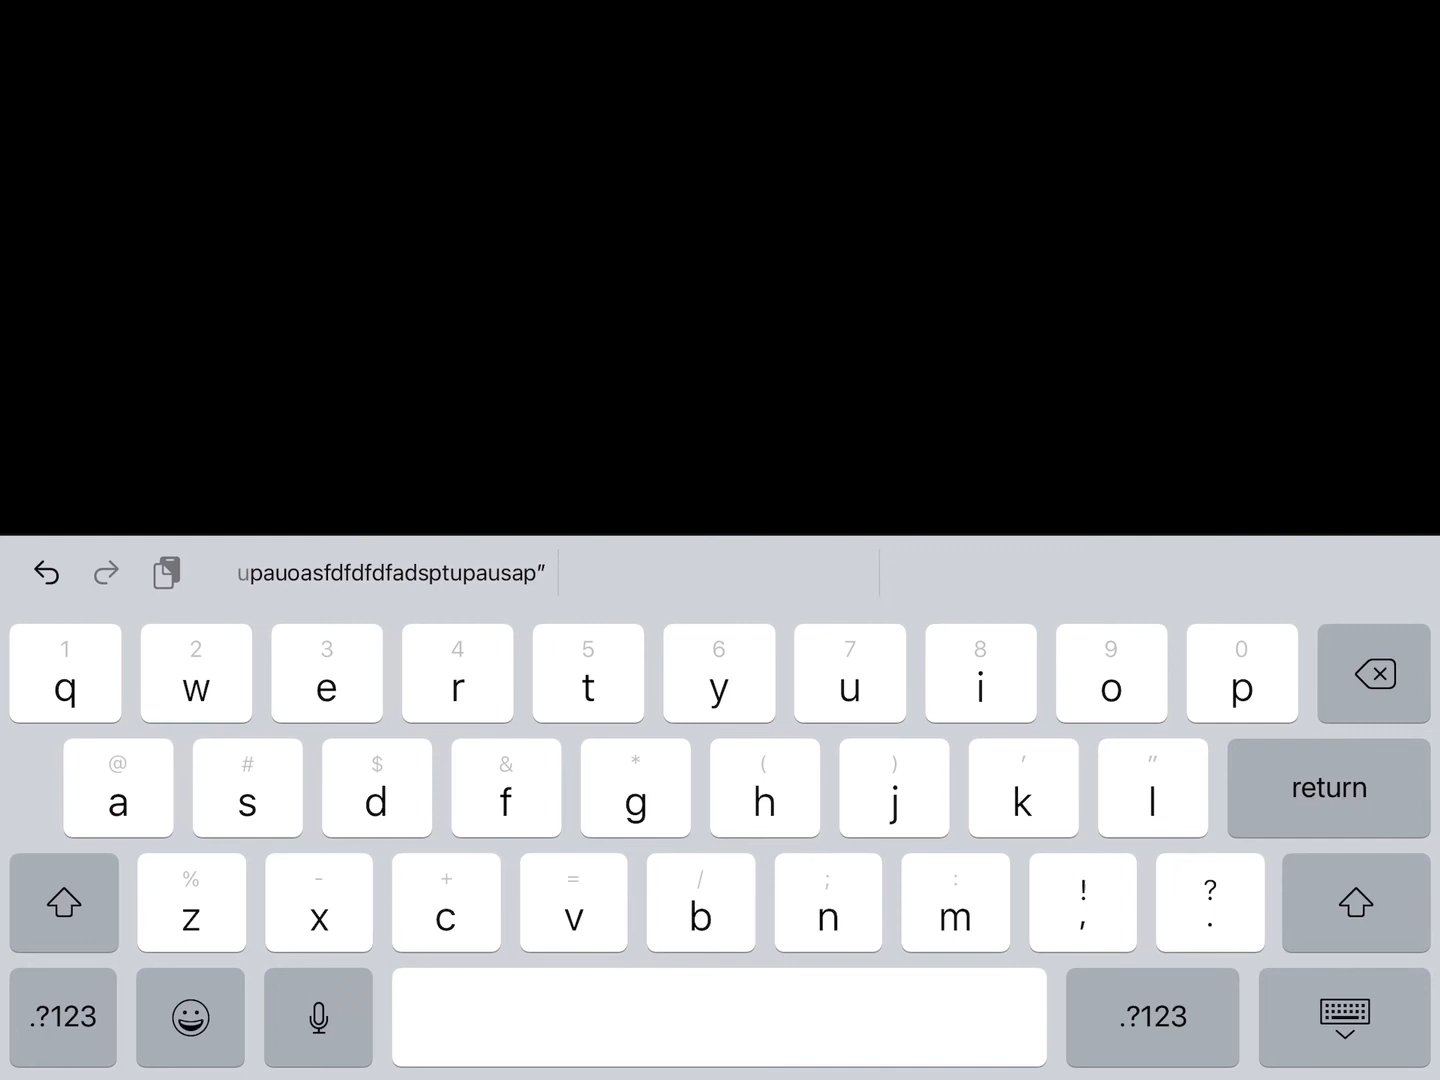 upauoasfdfdfdfadsptupausap"
1 2 3 4 5 6 7 8 9 0
q w e r t y u i o p
@ # $ & * ( ) ' "
a s d f g h j k l return
% - + = / ; : ! ?
z x c v b n m , .
.?123 .?123